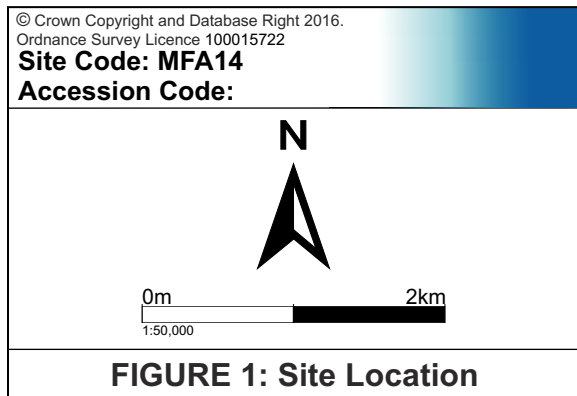 © Crown Copyright and Database Right 2016.
Ordnance Survey Licence 100015722
Site Code: MFA14
Accession Code:
N
0m 2km
1:50,000
FIGURE 1: Site Location